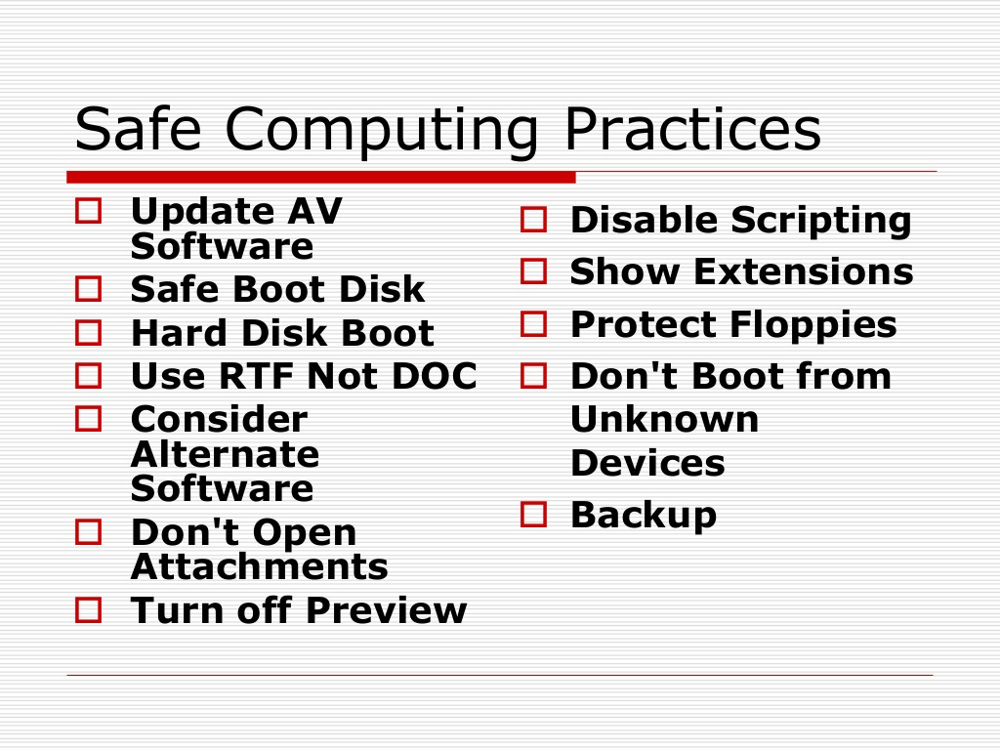 Safe Computing Practices
Update AV
Software
Safe Boot Disk
Hard Disk Boot
Use RTF Not DOC
Consider
Alternate
Software
Don't Open
Attachments
Turn off Preview
Disable Scripting
Show Extensions
Protect Floppies
Don't Boot from
Unknown
Devices
Backup